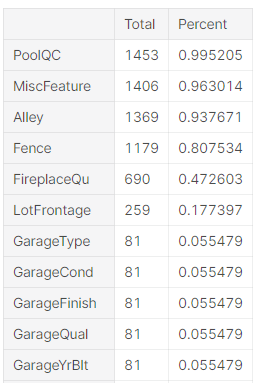 Total Percent
PoolQC 1453 0.995205
MiscFeature 1406 0.963014
Alley 1369 0.937671
Fence 1179 0.807534
FireplaceQu 690 0.472603
LotFrontage 259 0.177397
GarageType 81 0.055479
GarageCond 81 0.055479
GarageFinish 81 0.055479
GarageQual 81 0.055479
GarageYrBlt 81 0.055479